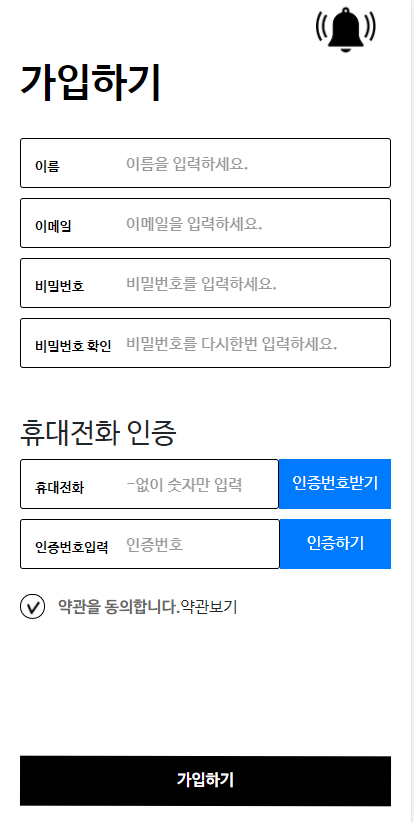 가입하기
이름 이름을 입력하세요.
이메일 이메일을 입력하세요.
비밀번호 비밀번호를 입력하세요.
비밀번호 확인 비밀번호를 다시한번 입력하세요.
휴대전화 인증
휴대전화 -없이 숫자만 입력 인증번호받기
인증번호입력 인증번호 인증하기
약관을 동의합니다.약관보기
가입하기